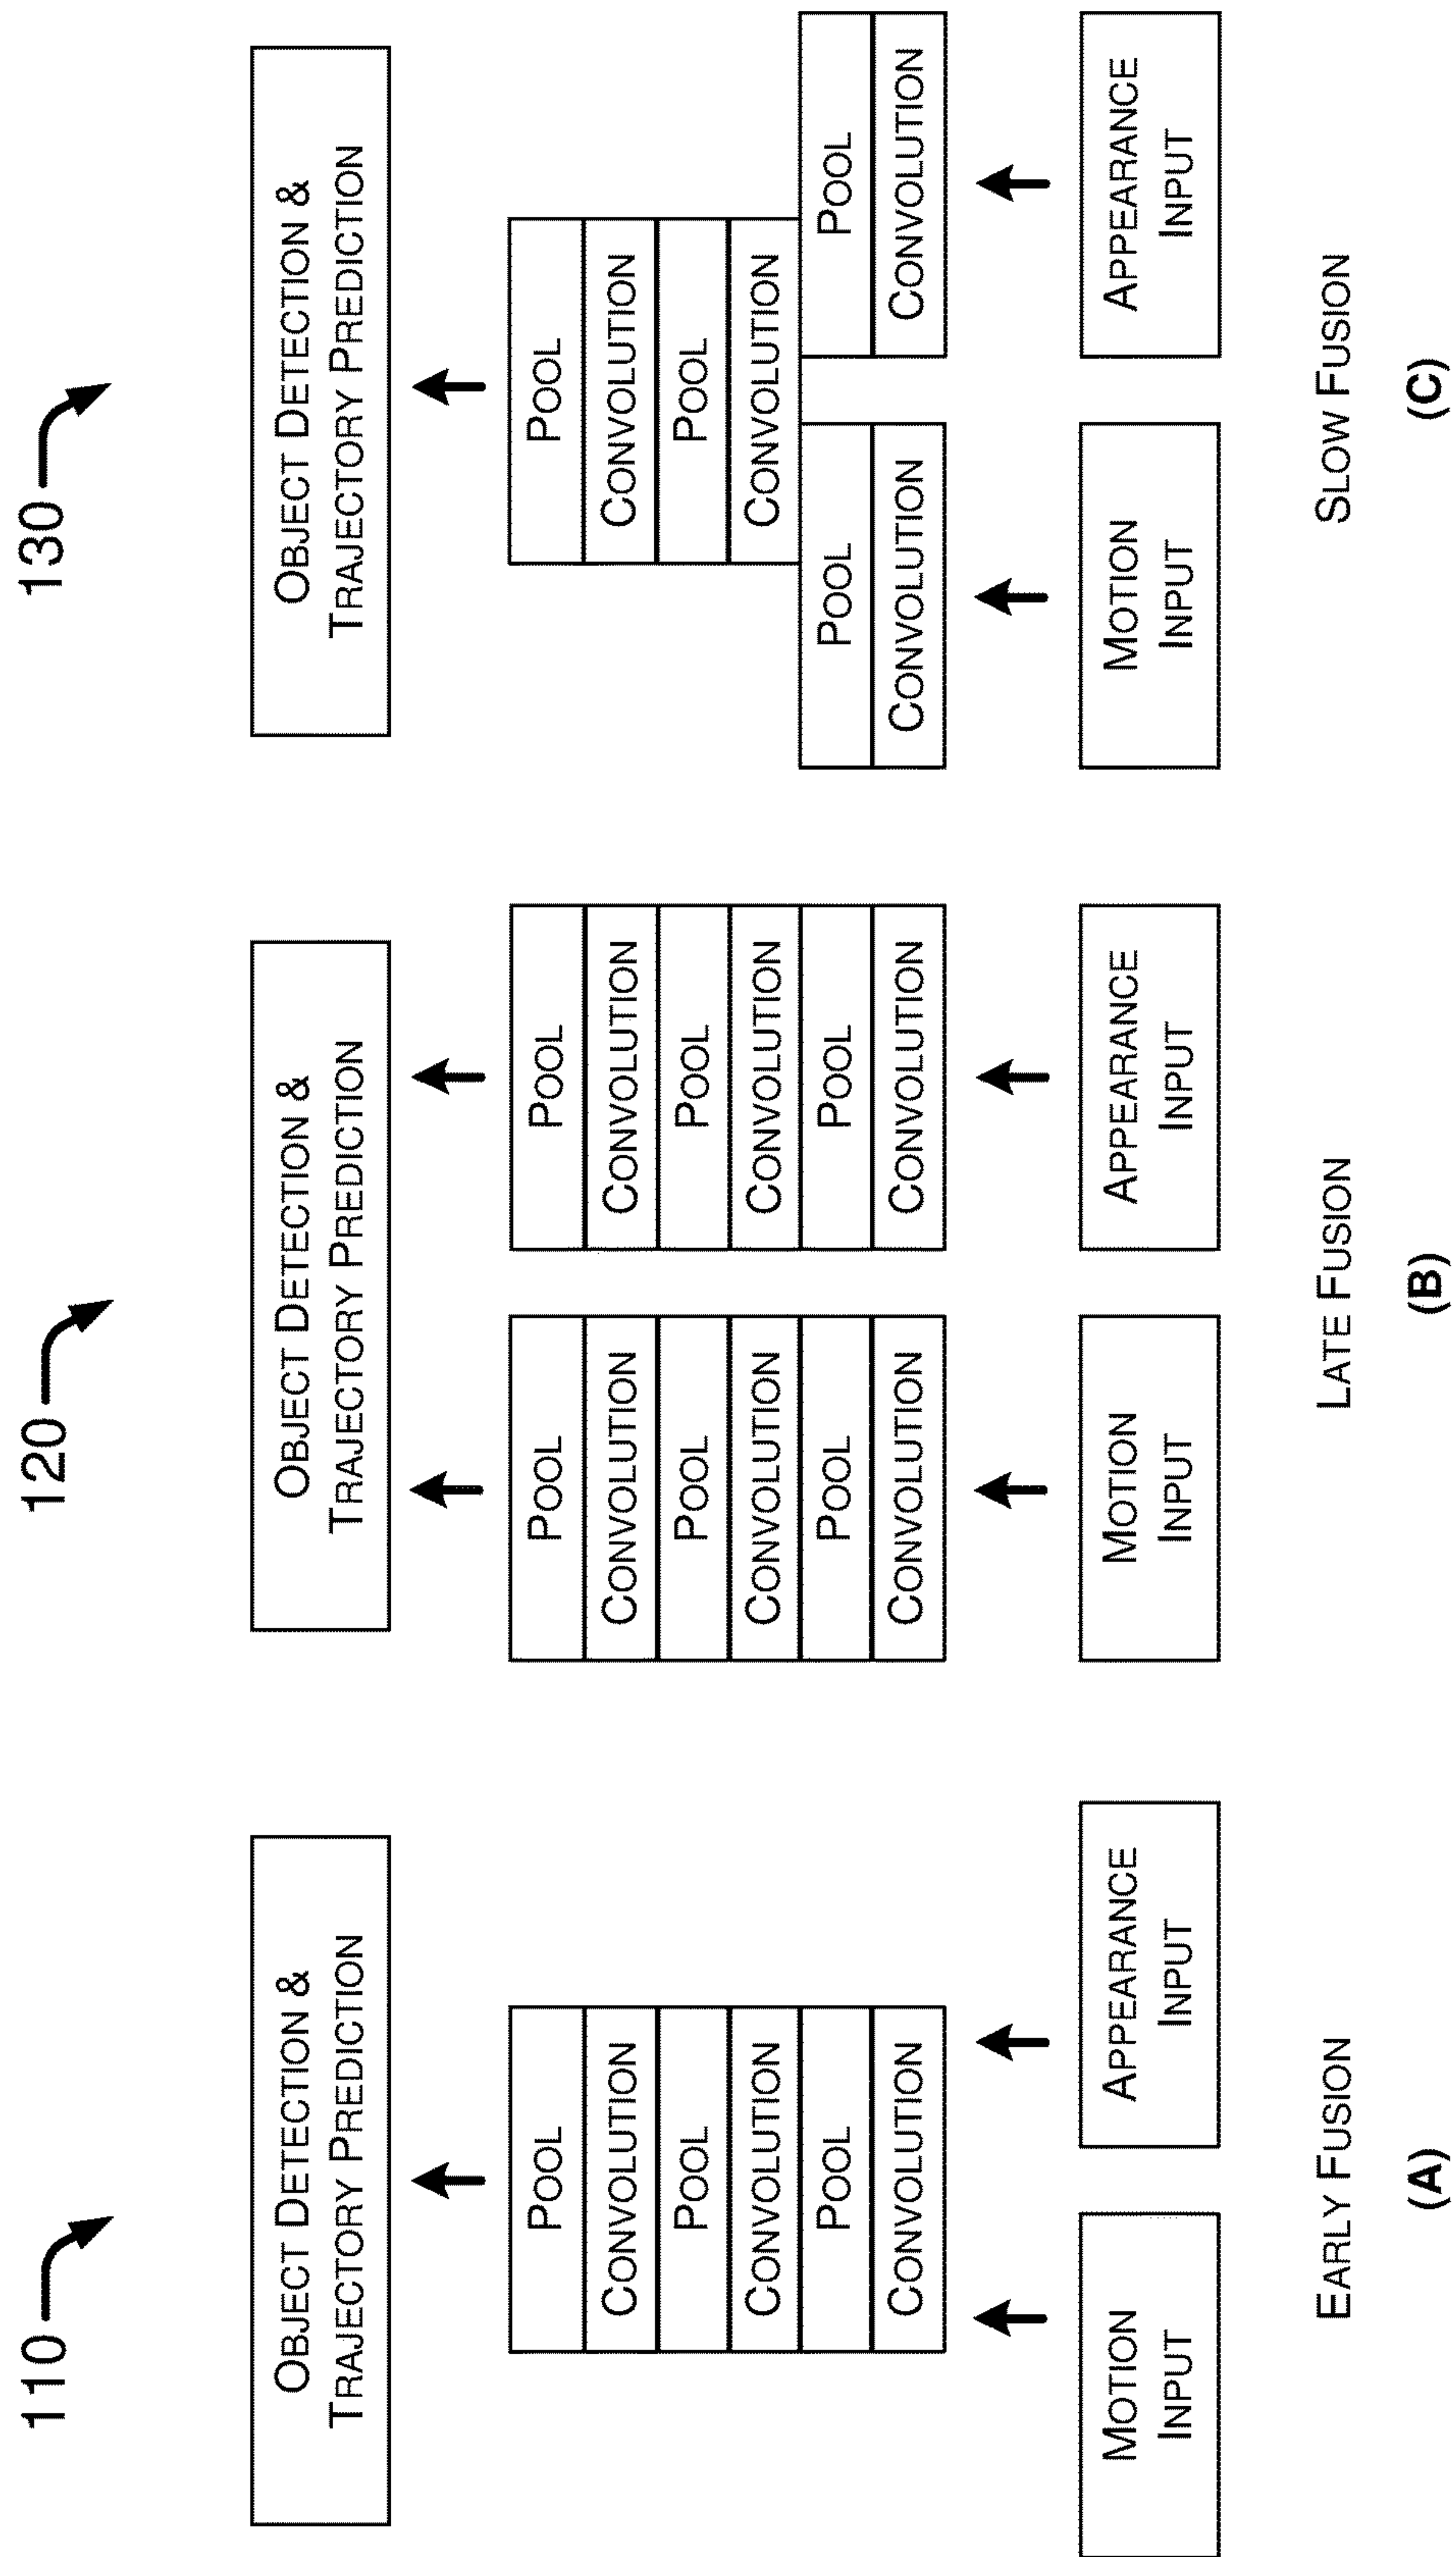 110
OBJECT DETECTION &
TRAJECTORY PREDICTION
POOL
CONVOLUTION
POOL
CONVOLUTION
POOL
CONVOLUTION
MOTION
INPUT
APPEARANCE
INPUT
EARLY FUSION
(A)
120
OBJECT DETECTION &
TRAJECTORY PREDICTION
POOL
CONVOLUTION
POOL
CONVOLUTION
POOL
CONVOLUTION
POOL
CONVOLUTION
POOL
CONVOLUTION
POOL
CONVOLUTION
MOTION
INPUT
APPEARANCE
INPUT
LATE FUSION
(B)
130
OBJECT DETECTION &
TRAJECTORY PREDICTION
POOL
CONVOLUTION
POOL
CONVOLUTION
POOL
CONVOLUTION
POOL
CONVOLUTION
MOTION
INPUT
APPEARANCE
INPUT
SLOW FUSION
(C)